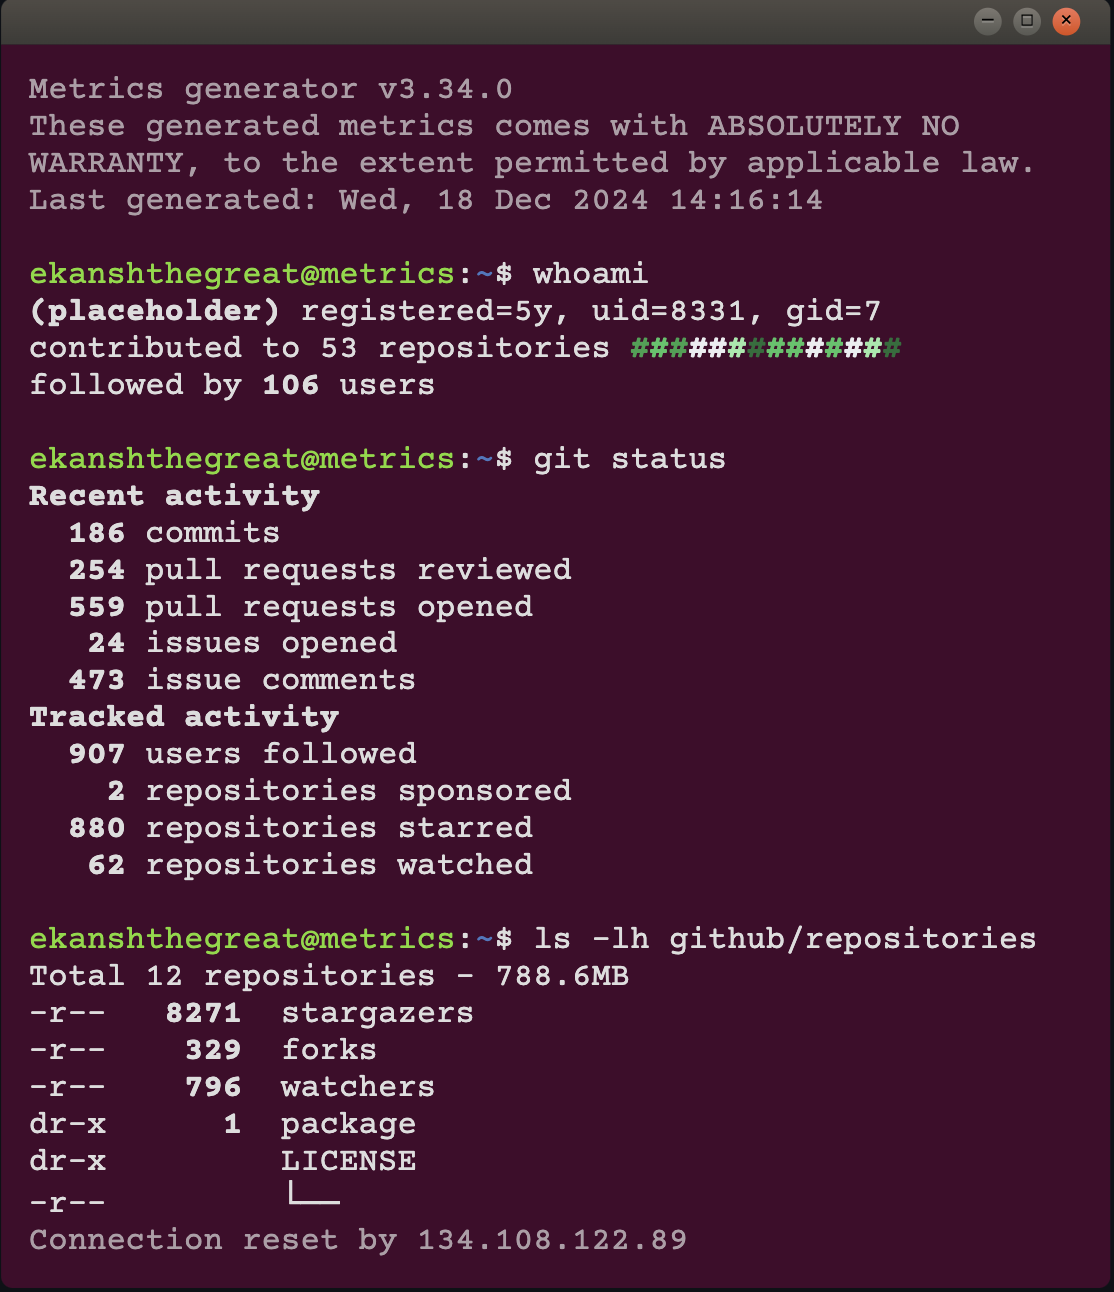 Metrics generator v3.34.0
These generated metrics comes with ABSOLUTELY NO
WARRANTY, to the extent permitted by applicable law.
Last generated: Wed, 18 Dec 2024 14:16:14
ekanshthegreat@metrics:~$ whoami
(placeholder) registered=5y, uid=8331, gid=7
contributed to 53 repositories ##############
followed by 106 users
ekanshthegreat@metrics:~$ git status
Recent activity
186 commits
254 pull requests reviewed
559 pull requests opened
24 issues opened
473 issue comments
Tracked activity
907 users followed
2 repositories sponsored
880 repositories starred
62 repositories watched
ekanshthegreat@metrics:~$ ls -lh github/repositories
Total 12 repositories - 788.6MB
-r-- 8271 stargazers
-r-- 329 forks
-r-- 796 watchers
dr-x 1 package
dr-x LICENSE
-r-- └──
Connection reset by 134.108.122.89